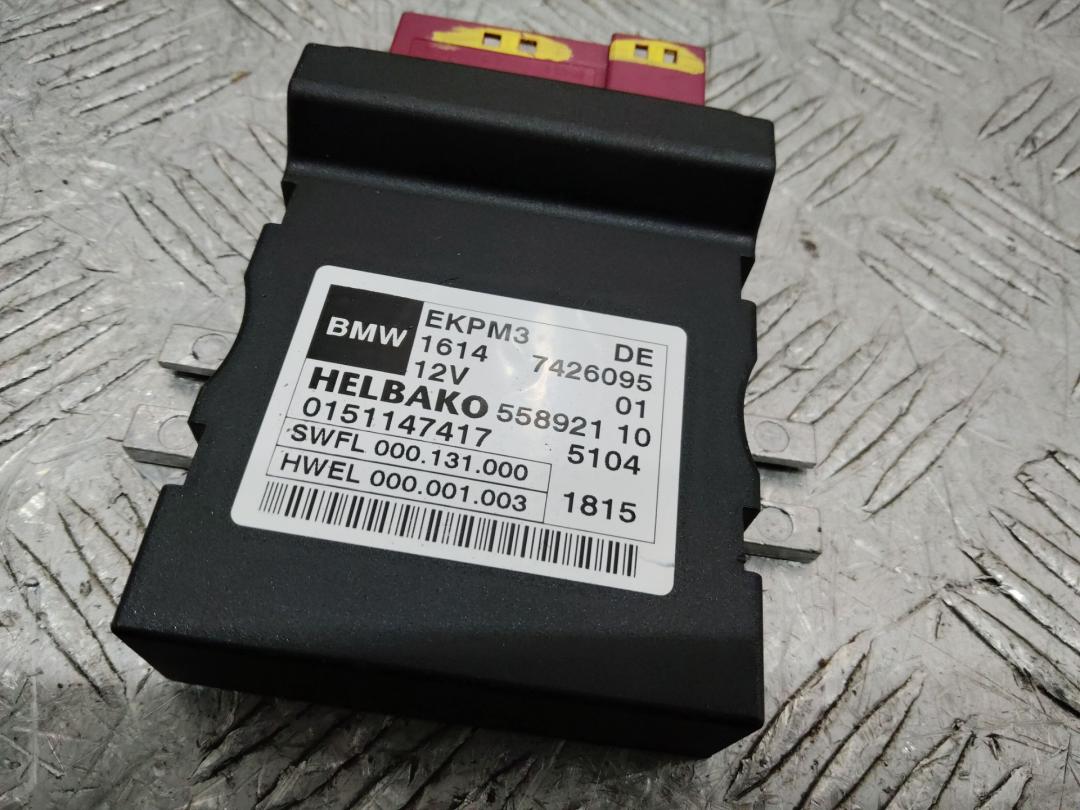 BMW EKPM3 DE
1614 7426095
12V 01
HELBAKO 558921 10
0151147417 5104
SWFL 000.131.000
HWEL 000.001.003 1815